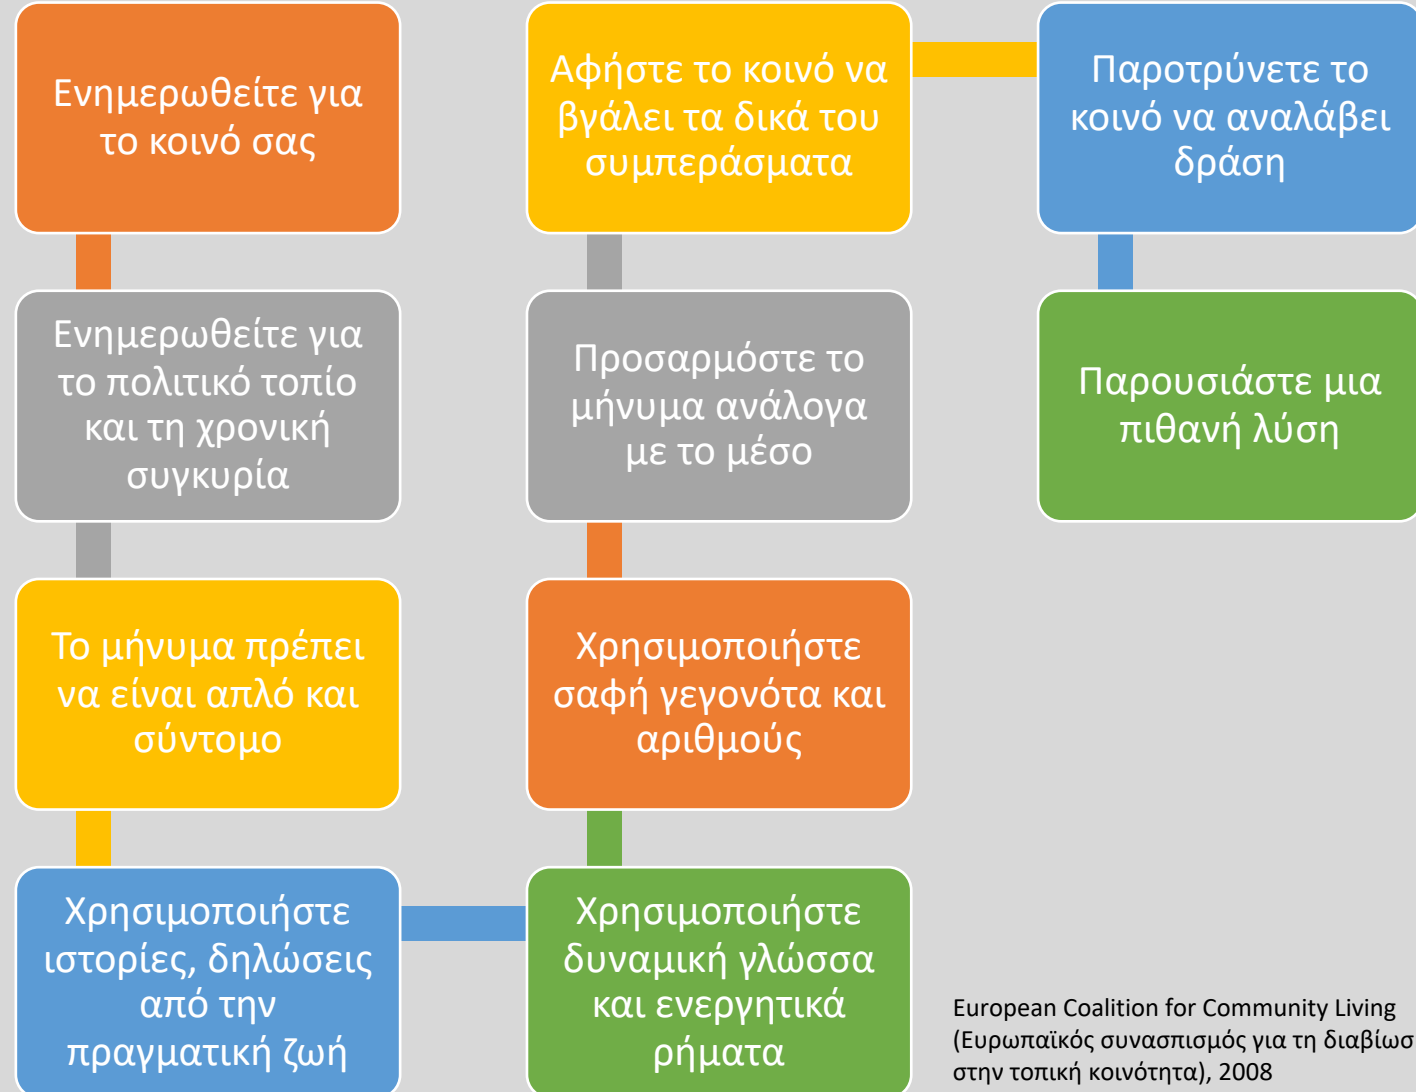 Ενημερωθείτε για
το κοινό σας
Ενημερωθείτε για
το πολιτικό τοπίο
και τη χρονική
συγκυρία
Το μήνυμα πρέπει
να είναι απλό και
σύντομο
Χρησιμοποιήστε
ιστορίες, δηλώσεις
από την
πραγματική ζωή
Χρησιμοποιήστε
δυναμική γλώσσα
και ενεργητικά
ρήματα
Χρησιμοποιήστε
σαφή γεγονότα και
αριθμούς
Προσαρμόστε το
μήνυμα ανάλογα
με το μέσο
Αφήστε το κοινό να
βγάλει τα δικά του
συμπεράσματα
Παροτρύνετε το
κοινό να αναλάβει
δράση
Παρουσιάστε μια
πιθανή λύση
European Coalition for Community Living
(Ευρωπαϊκός συνασπισμός για τη διαβίωσ
στην τοπική κοινότητα), 2008